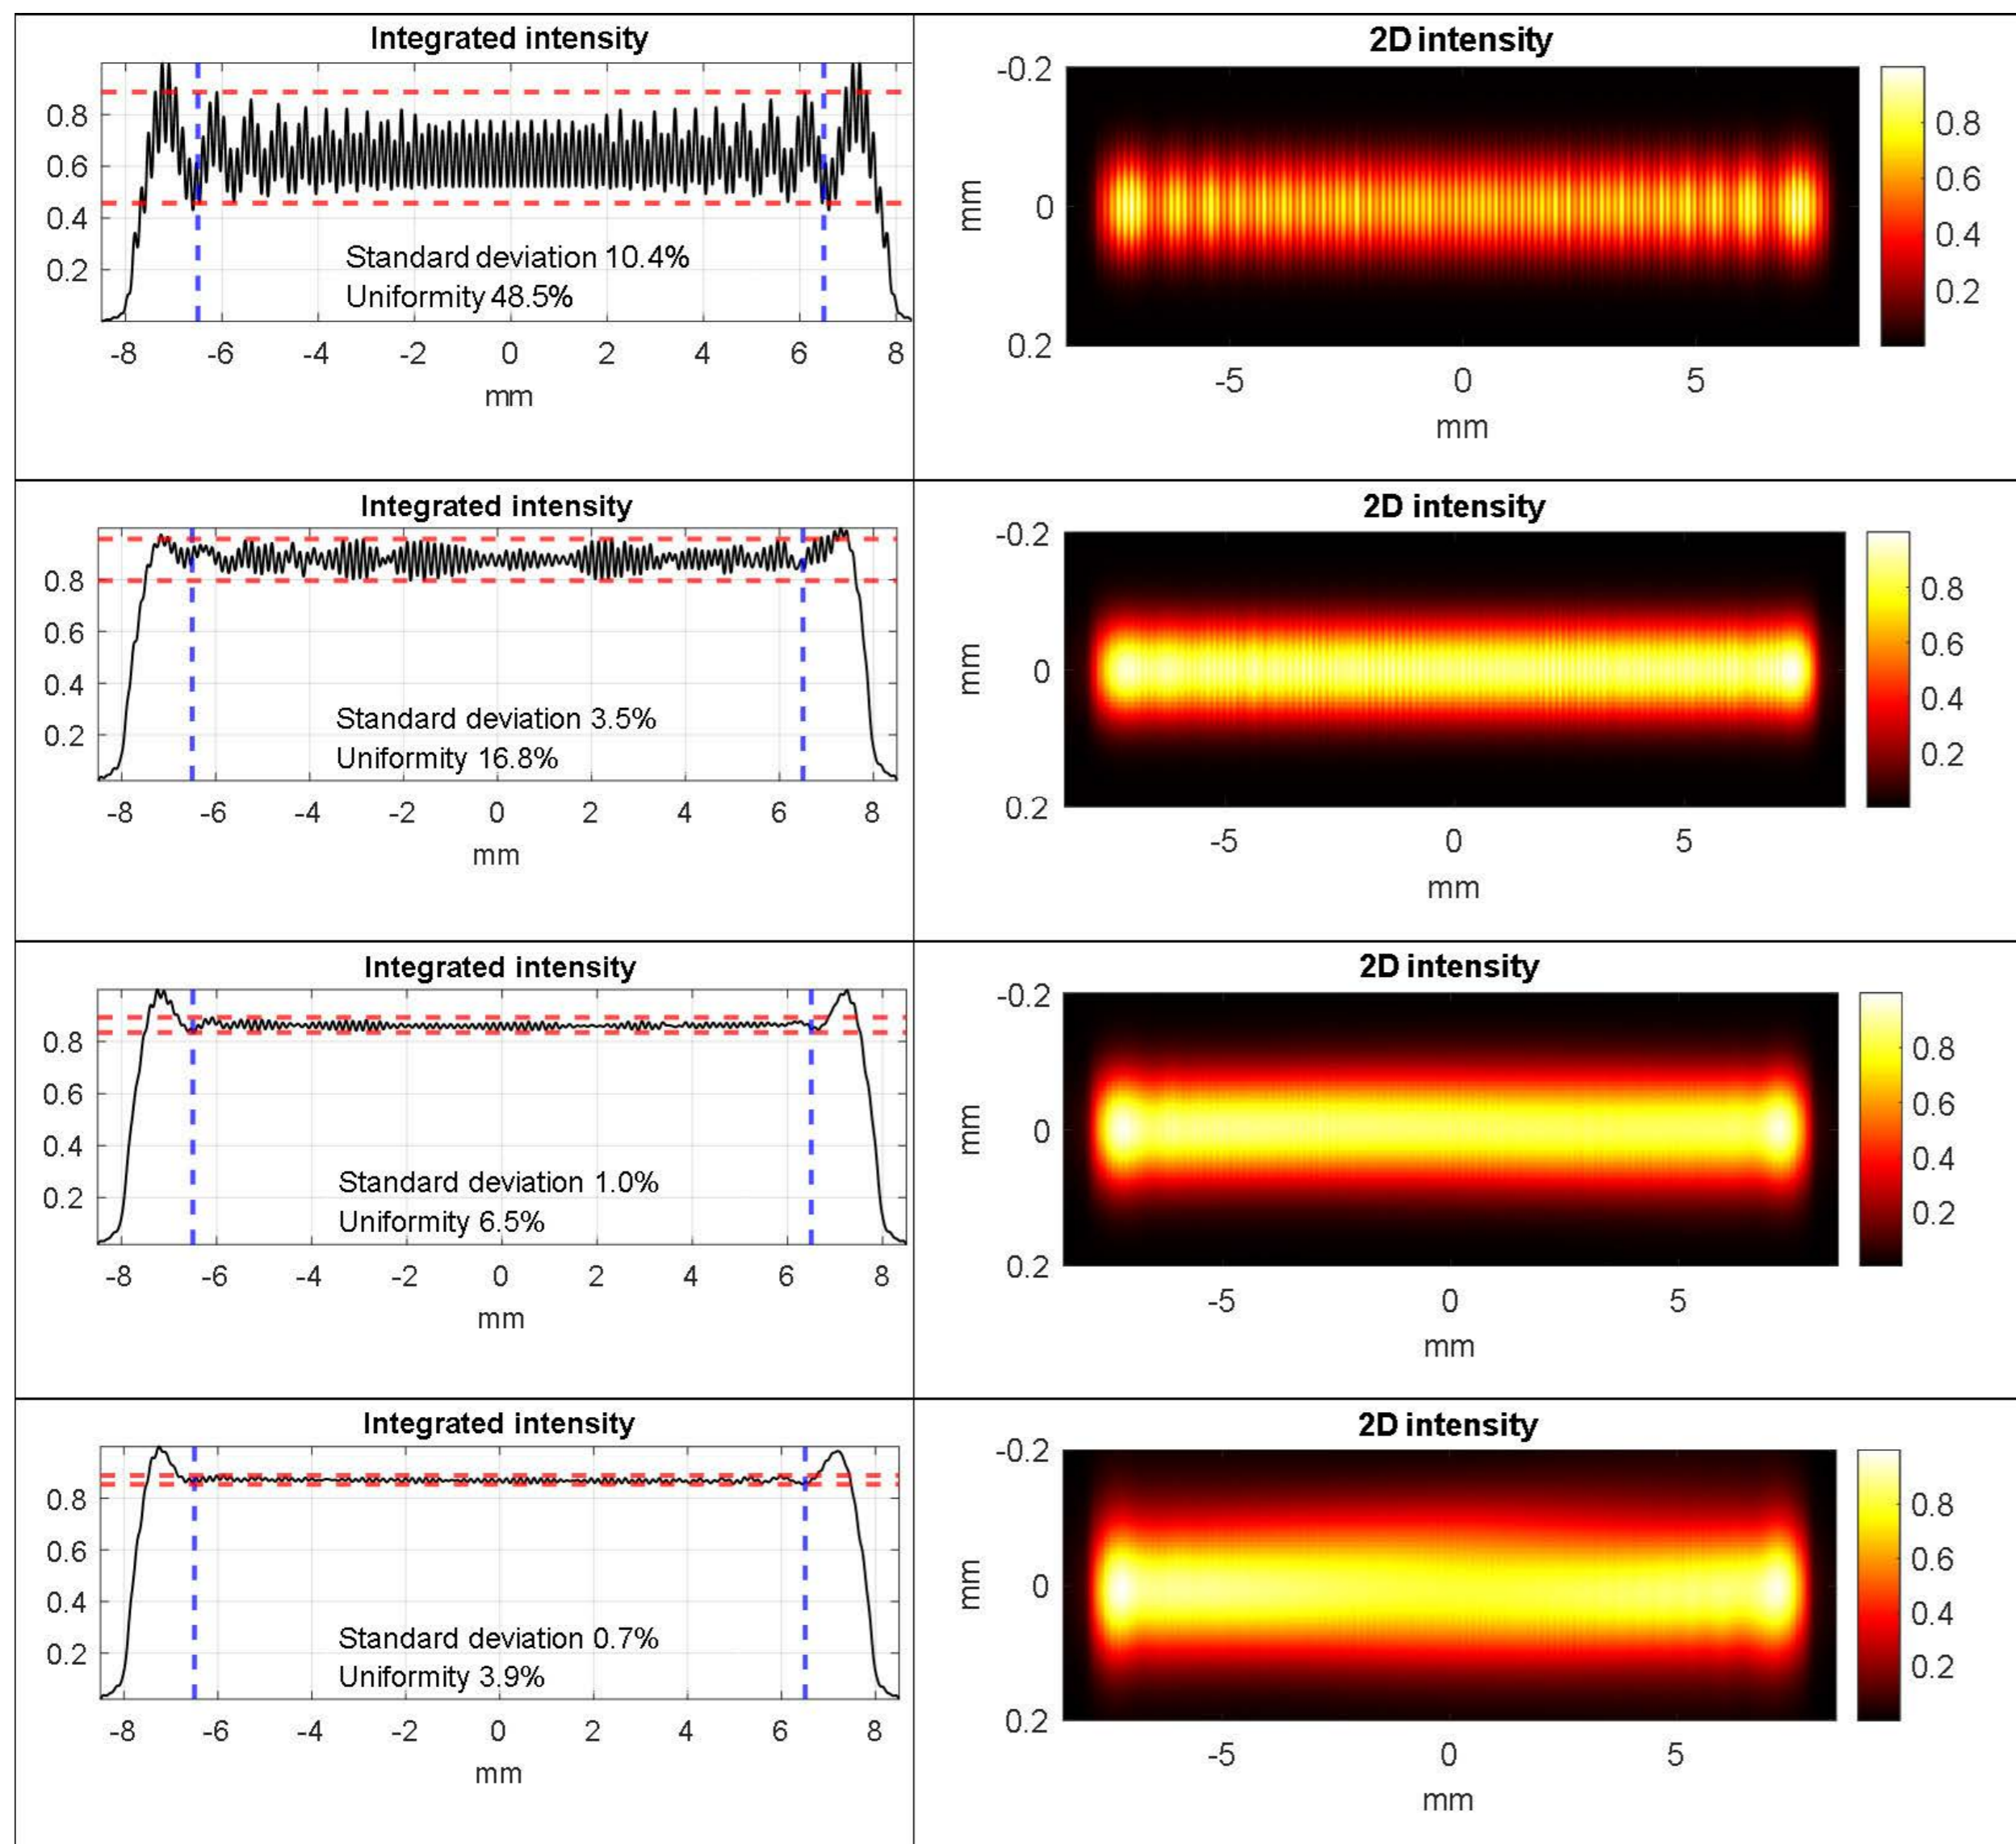 Integrated intensity
0.8
0.6
0.4
0.2
Standard deviation 10.4%
Uniformity 48.5%
-8 -6 -4 -2 0 2 4 6 8
mm
2D intensity
-0.2
0
0.2
mm
-5 0 5
mm
0.8
0.6
0.4
0.2
Integrated intensity
0.8
0.6
0.4
0.2
Standard deviation 3.5%
Uniformity 16.8%
-8 -6 -4 -2 0 2 4 6 8
mm
2D intensity
-0.2
0
0.2
mm
-5 0 5
mm
0.8
0.6
0.4
0.2
Integrated intensity
0.8
0.6
0.4
0.2
Standard deviation 1.0%
Uniformity 6.5%
-8 -6 -4 -2 0 2 4 6 8
mm
2D intensity
-0.2
0
0.2
mm
-5 0 5
mm
0.8
0.6
0.4
0.2
Integrated intensity
0.8
0.6
0.4
0.2
Standard deviation 0.7%
Uniformity 3.9%
-8 -6 -4 -2 0 2 4 6 8
mm
2D intensity
-0.2
0
0.2
mm
-5 0 5
mm
0.8
0.6
0.4
0.2